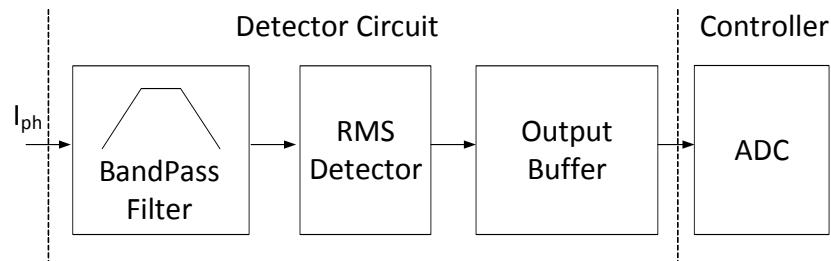 Detector Circuit
Controller
I_ph
BandPass
Filter
RMS
Detector
Output
Buffer
ADC